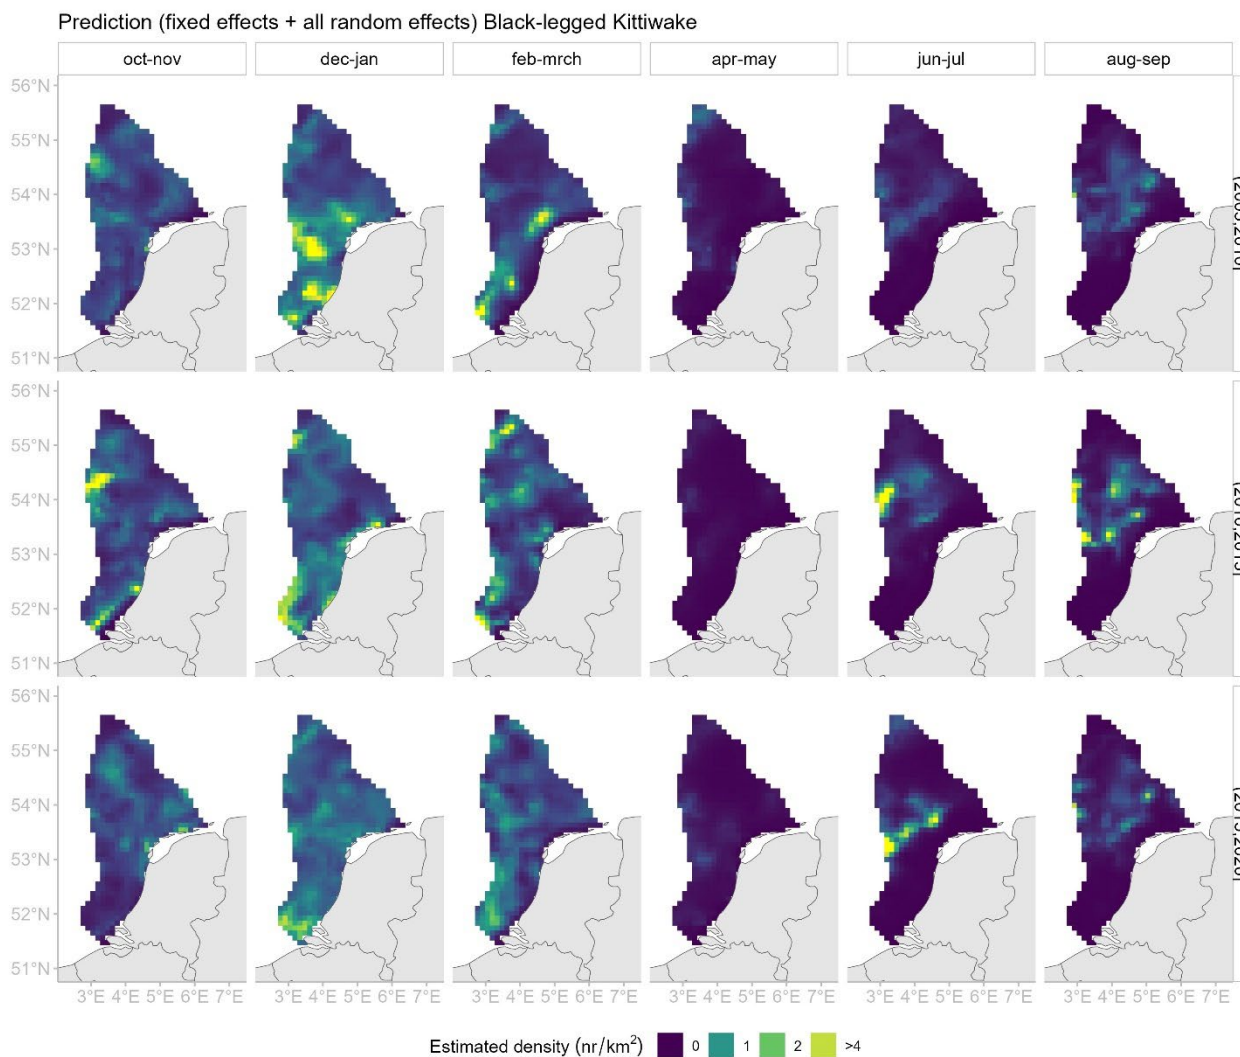 Prediction (fixed effects + all random effects) Black-legged Kittiwake
oct-nov dec-jan feb-mrch apr-may jun-jul aug-sep
56°N
55°N
54°N
53°N
52°N
51°N
56°N
55°N
54°N
53°N
52°N
51°N
56°N
55°N
54°N
53°N
52°N
51°N
3°E 4°E 5°E 6°E 7°E 3°E 4°E 5°E 6°E 7°E 3°E 4°E 5°E 6°E 7°E 3°E 4°E 5°E 6°E 7°E 3°E 4°E 5°E 6°E 7°E 3°E 4°E 5°E 6°E 7°E
Estimated density (nr/km²) 0 1 2 >4